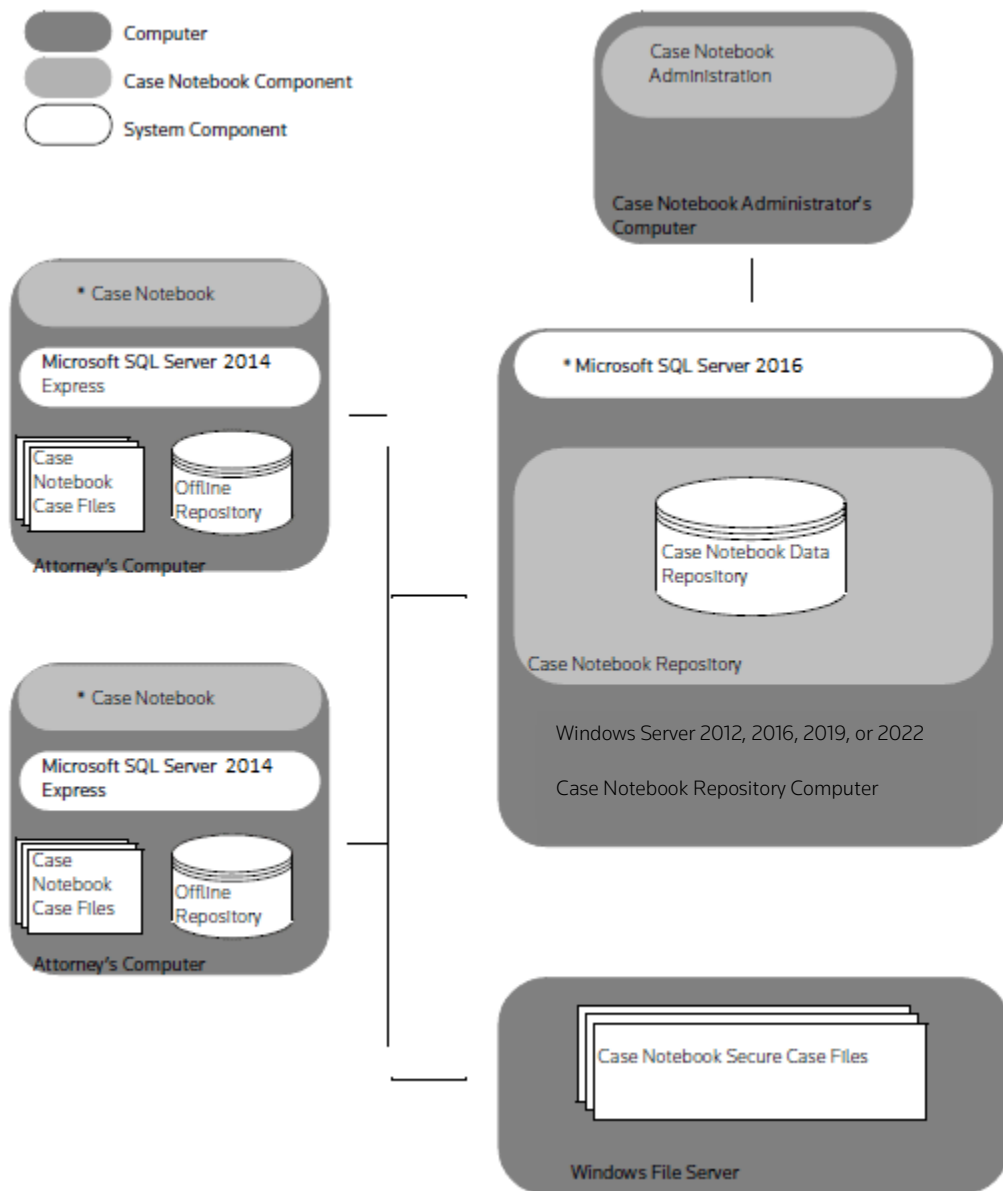 Computer
Case Notebook Component
System Component
Case Notebook
Administration
Case Notebook Administrator's
Computer
* Case Notebook
Microsoft SQL Server 2014
Express
Case
Notebook
Case Files
Offline
Repository
Attorney's Computer
* Microsoft SQL Server 2016
Case Notebook Data
Repository
Case Notebook Repository
Windows Server 2012, 2016, 2019, or 2022
Case Notebook Repository Computer
* Case Notebook
Microsoft SQL Server 2014
Express
Case
Notebook
Case Files
Offline
Repository
Attorney's Computer
Case Notebook Secure Case Files
Windows File Server